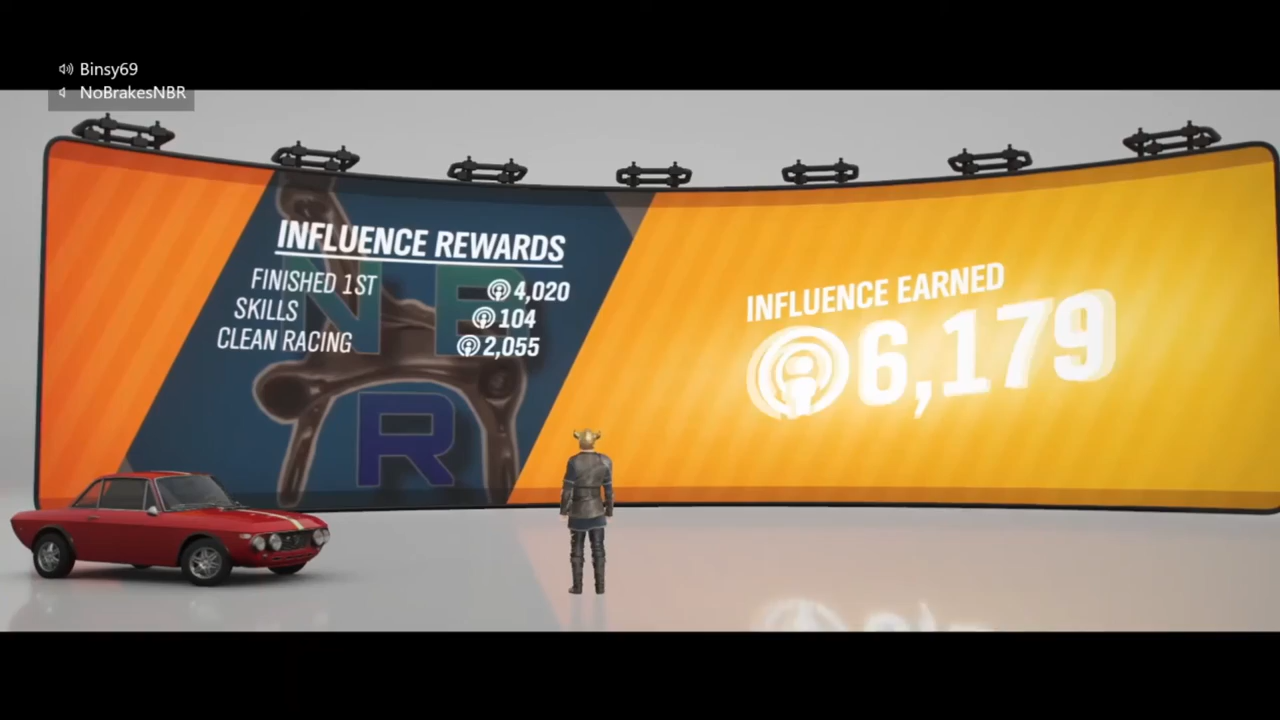 Binsy69
NoBrakesNBR
INFLUENCE REWARDS
FINISHED 1ST 4,020
SKILLS 104
CLEAN RACING 2,055
INFLUENCE EARNED
6,179
N B
R